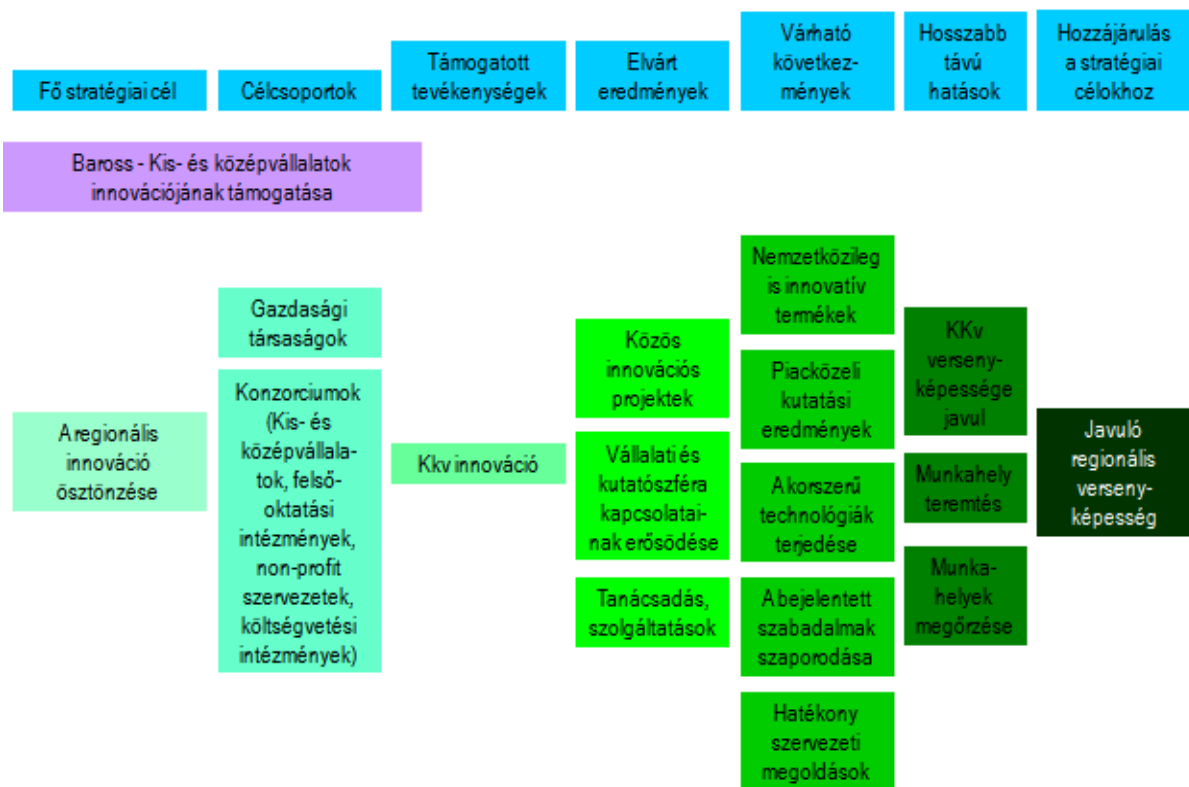 Fő stratégiai cél
Célcsoportok
Támogatott
tevékenységek
Elvárt
eredmények
Várható
következ-
mények
Hosszabb
távú
hatások
Hozzájárulás
a stratégiai
célokhoz
Baross - Kis- és középvállalatok
innovációjának támogatása
A regionális
innováció
ösztönzése
Gazdasági
társaságok
Konzorciumok
(Kis- és
középvállala-
tok, felső-
oktatási
intézmények,
non-profit
szervezetek,
költségvetési
intézmények)
Kkv innováció
Közös
innovációs
projektek
Vállalati és
kutatószféra
kapcsolatai-
nak erősödése
Tanácsadás,
szolgáltatások
Nemzetközileg
is innovatív
termékek
Piacközeli
kutatási
eredmények
A korszerű
technológiák
terjedése
A bejelentett
szabadalmak
szaporodása
Hatékony
szervezeti
megoldások
KKv
verseny-
képessége
javul
Munkahely
teremtés
Munka-
helyek
megőrzése
Javuló
regionális
verseny-
képesség